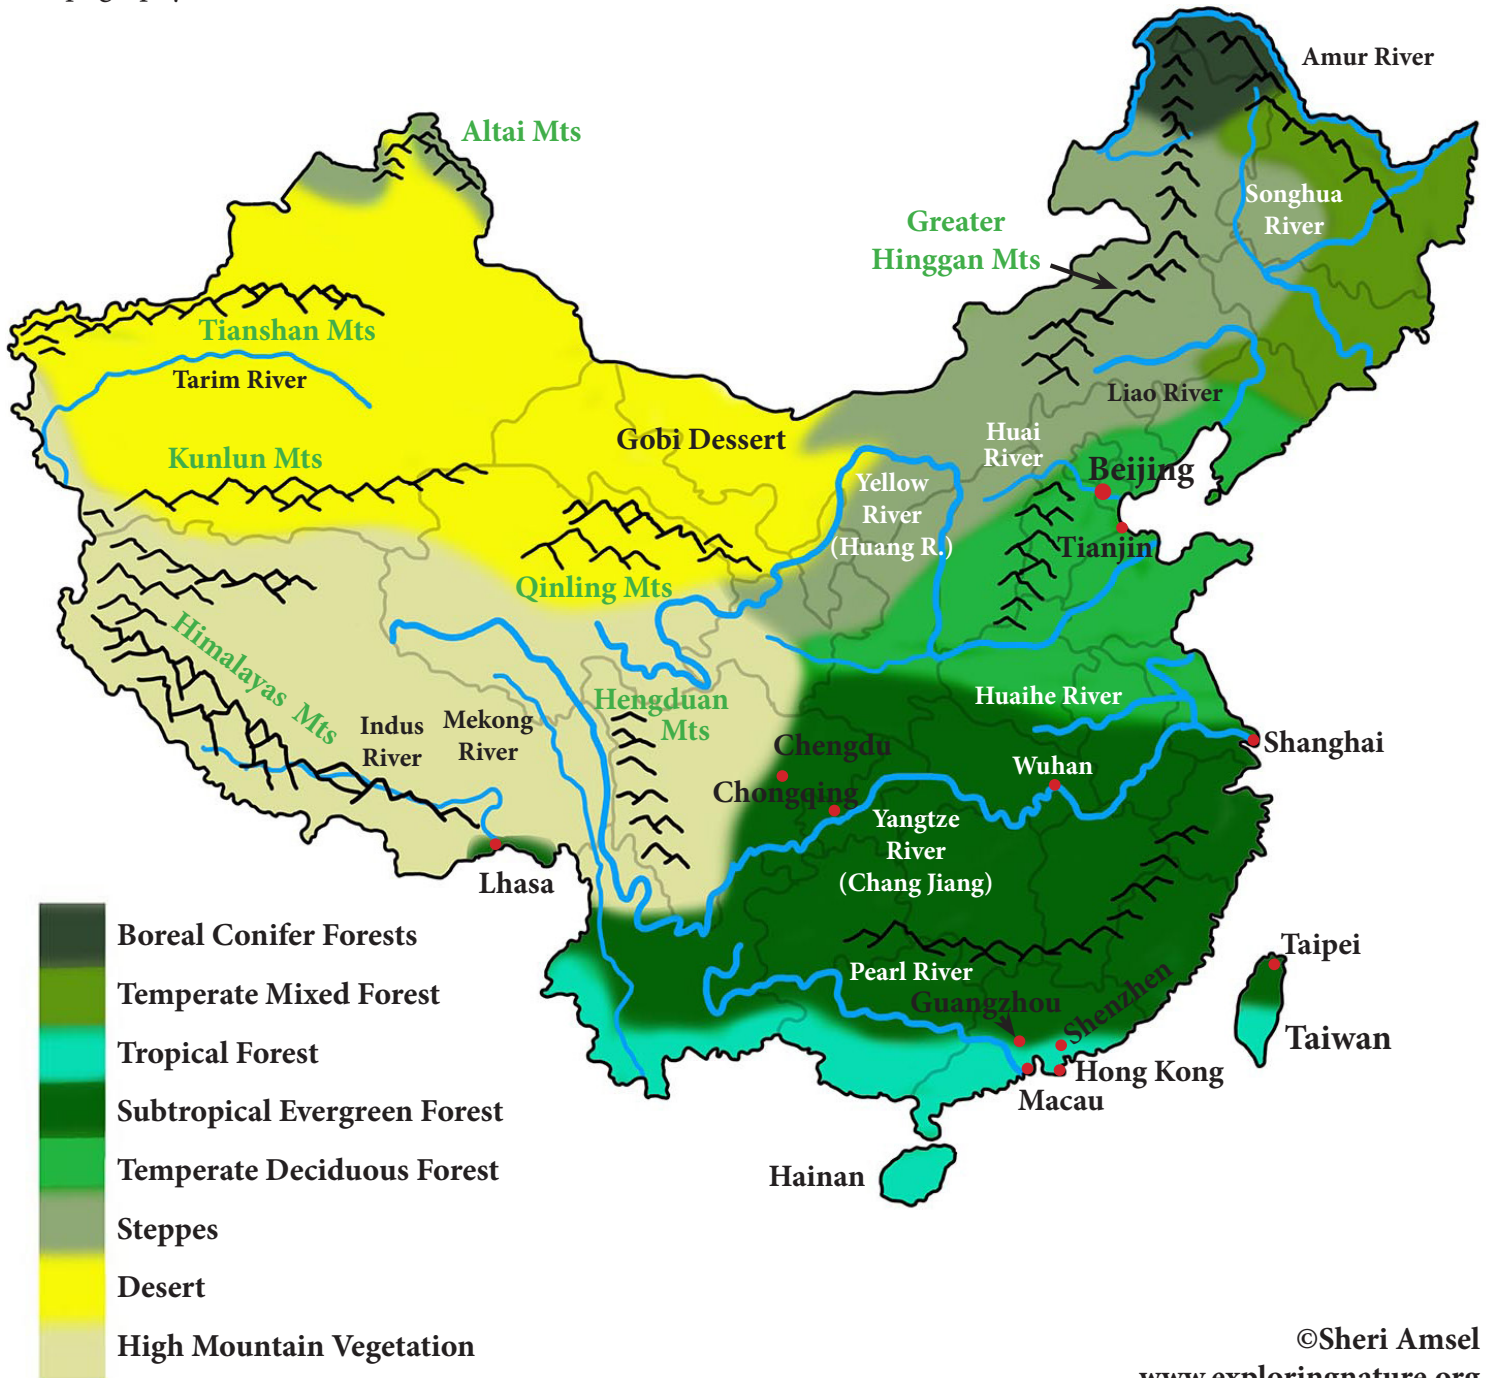 Amur River
Altai Mts
Songhua
River
Greater
Hinggan Mts
Tianshan Mts
Tarim River
Liao River
Gobi Dessert
Huai
River
Kunlun Mts
Beijing
Yellow
River
(Huang R.)
Tianjin
Qinling Mts
Himalayas Mts
Hengduan
Mts
Huaihe River
Indus
River
Mekong
River
Chengdu
Shanghai
Wuhan
Chongqing
Yangtze
River
(Chang Jiang)
Lhasa
Boreal Conifer Forests
Taipei
Pearl River
Temperate Mixed Forest
Guangzhou
Shenzhen
Taiwan
Tropical Forest
Hong Kong
Macau
Subtropical Evergreen Forest
Temperate Deciduous Forest
Hainan
Steppes
Desert
High Mountain Vegetation
©Sheri Amsel
www.exploringnature.org